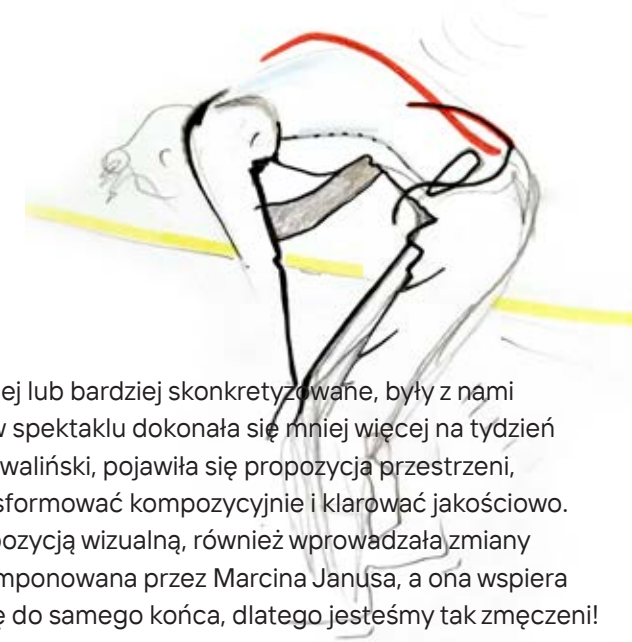 ej lub bardziej skonkretyzowane, były z nami
w spektaklu dokonała się mniej więcej na tydzień
waliński, pojawiła się propozycja przestrzeni,
sformować kompozycyjnie i klarować jakościowo.
pozycją wizualną, również wprowadzała zmiany
mponowana przez Marcina Janusa, a ona wspiera
ę do samego końca, dlatego jesteśmy tak zmęczeni!